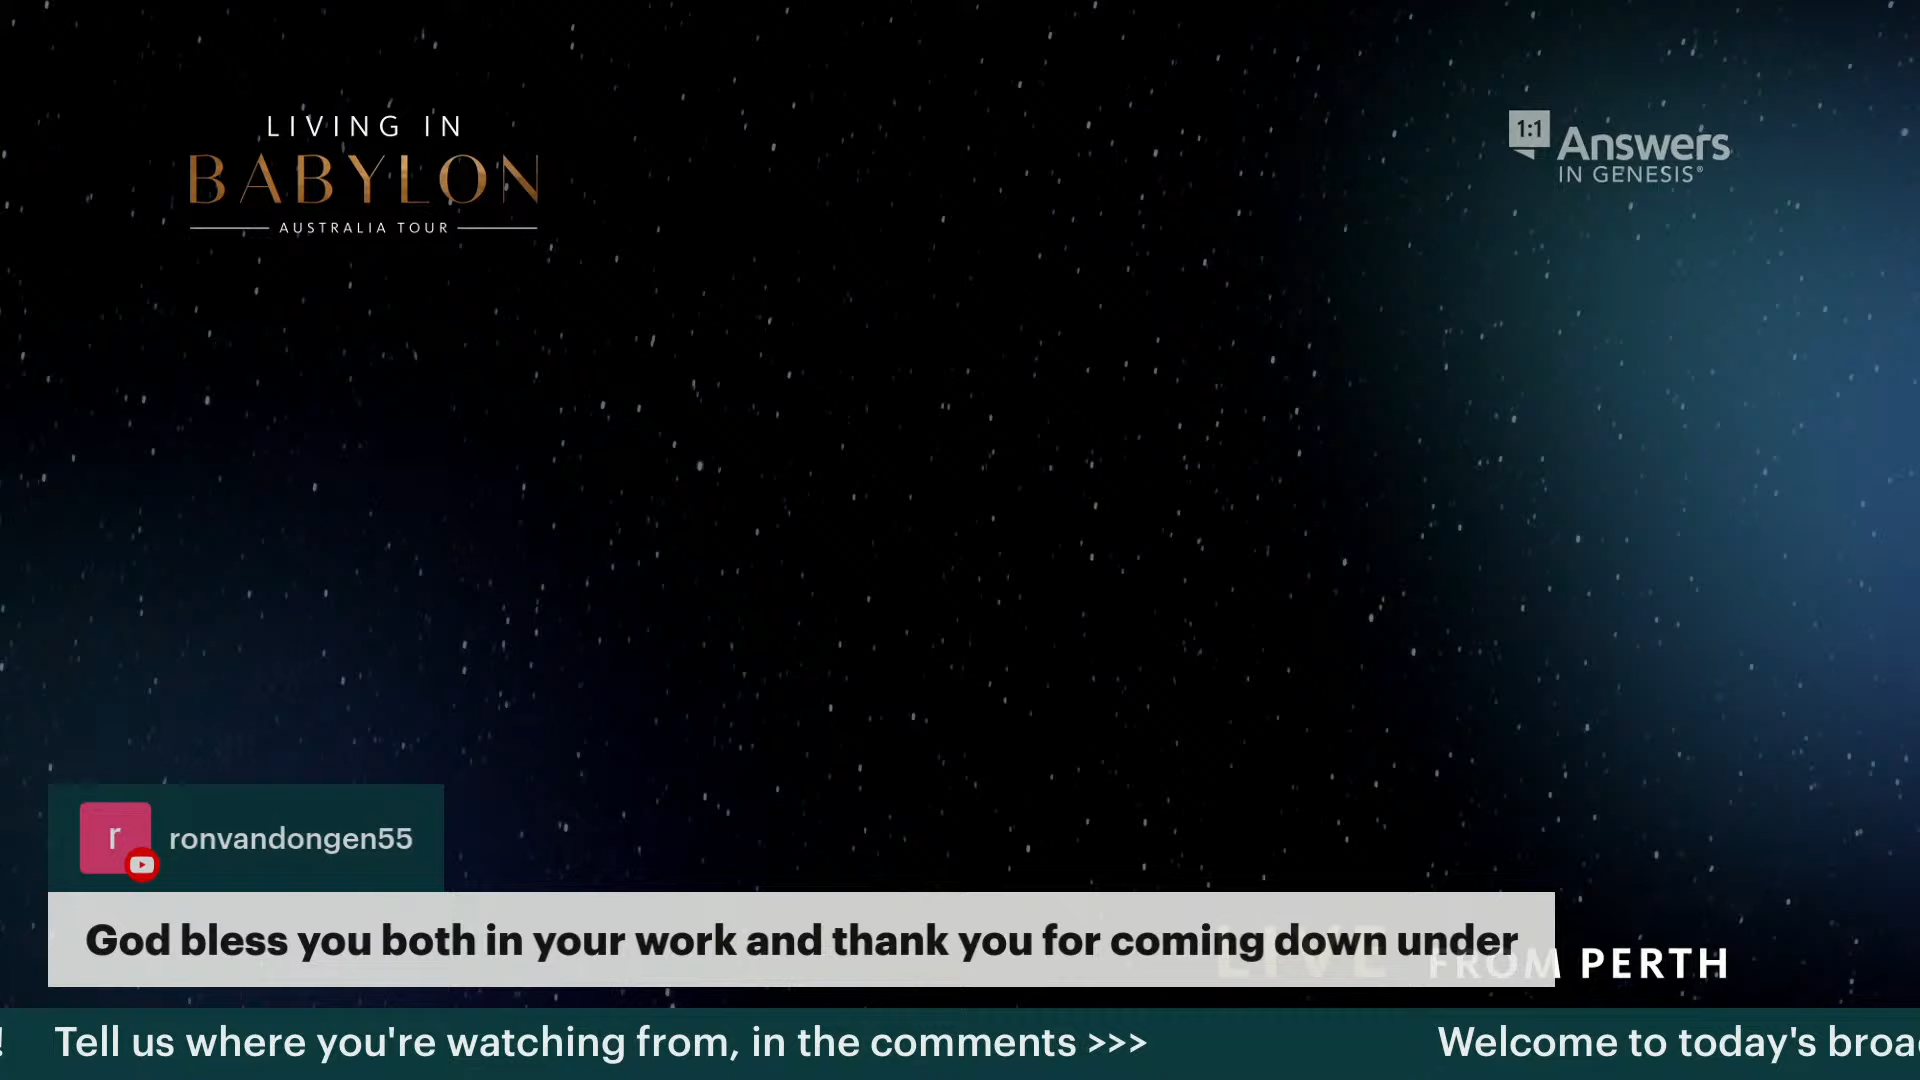 LIVING IN
BABYLON
AUSTRALIA TOUR
1:1
Answers
IN GENESIS®
r
ronvandongen55
God bless you both in your work and thank you for coming down under
LIVE FROM PERTH
! Tell us where you're watching from, in the comments >>> Welcome to today's broa